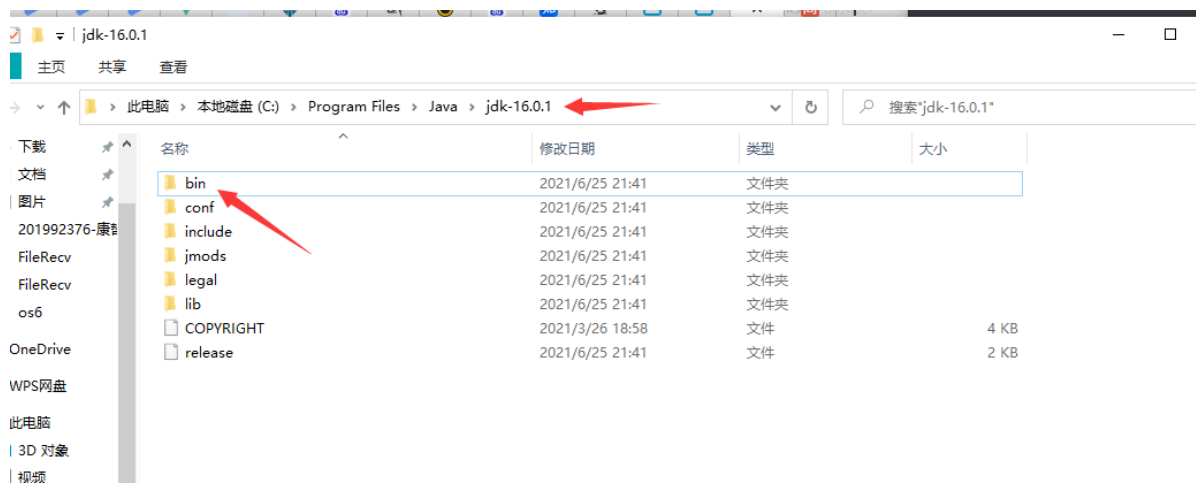 jdk-16.0.1
主页 共享 查看
此电脑 › 本地磁盘 (C:) › Program Files › Java › jdk-16.0.1
搜索"jdk-16.0.1"
下载
文档
图片
201992376-康
FileRecv
FileRecv
os6
OneDrive
WPS网盘
此电脑
3D 对象
视频
名称 修改日期 类型 大小
bin 2021/6/25 21:41 文件夹
conf 2021/6/25 21:41 文件夹
include 2021/6/25 21:41 文件夹
jmods 2021/6/25 21:41 文件夹
legal 2021/6/25 21:41 文件夹
lib 2021/6/25 21:41 文件夹
COPYRIGHT 2021/3/26 18:58 文件 4 KB
release 2021/6/25 21:41 文件 2 KB